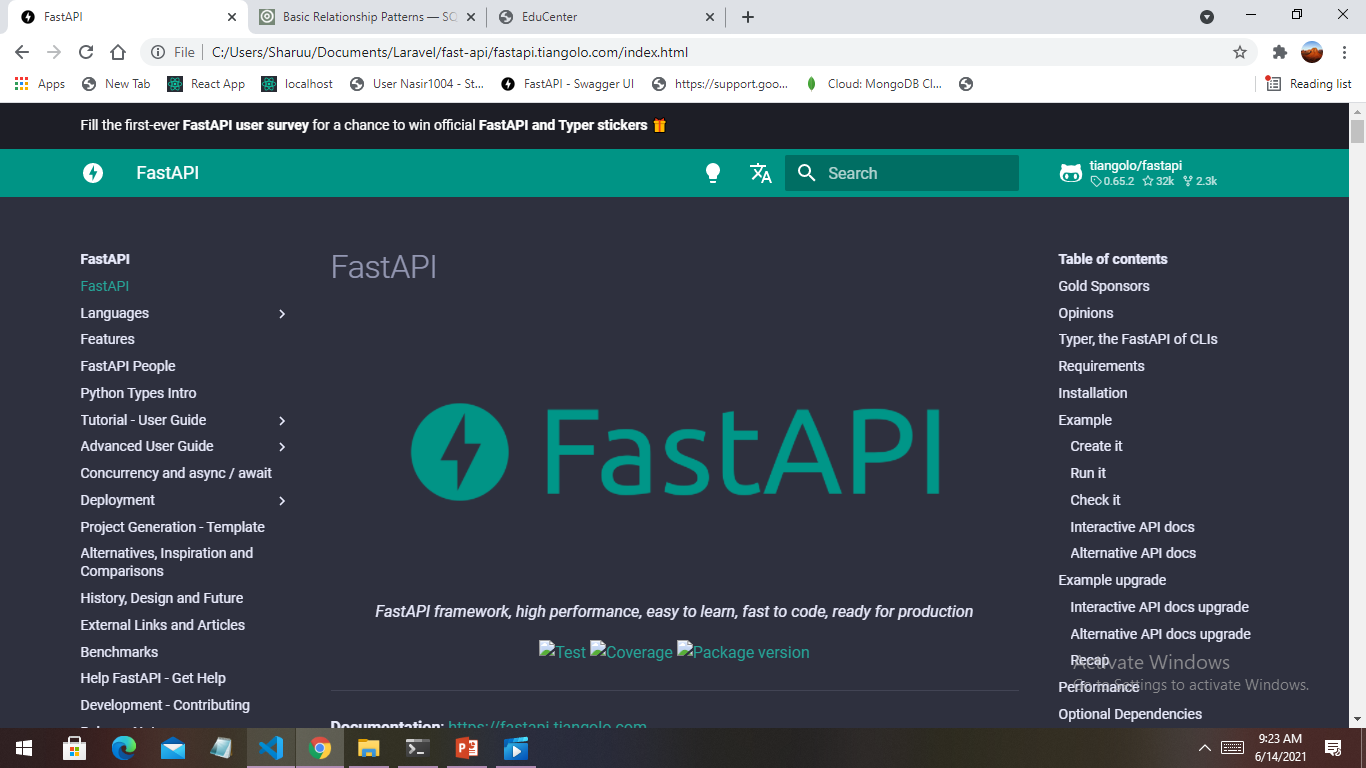 FastAPI
Basic Relationship Patterns — SQ
EduCenter
File
C:/Users/Sharuu/Documents/Laravel/fast-api/fastapi.tiangolo.com/index.html
Apps
New Tab
React App
localhost
User Nasir1004 - St...
FastAPI - Swagger UI
https://support.goo...
Cloud: MongoDB Cl...
Reading list
Fill the first-ever FastAPI user survey for a chance to win official FastAPI and Typer stickers
FastAPI
Search
tiangolo/fastapi
0.65.2 32k 2.3k
FastAPI
FastAPI
Languages
Features
FastAPI People
Python Types Intro
Tutorial - User Guide
Advanced User Guide
Concurrency and async / await
Deployment
Project Generation - Template
Alternatives, Inspiration and
Comparisons
History, Design and Future
External Links and Articles
Benchmarks
Help FastAPI - Get Help
Development - Contributing
FastAPI
FastAPI
FastAPI framework, high performance, easy to learn, fast to code, ready for production
Test Coverage Package version
Documentation: https://fastapi.tiangolo.com
Table of contents
Gold Sponsors
Opinions
Typer, the FastAPI of CLIs
Requirements
Installation
Example
Create it
Run it
Check it
Interactive API docs
Alternative API docs
Example upgrade
Interactive API docs upgrade
Alternative API docs upgrade
Recap
Performance
Optional Dependencies
Activate Windows
Go to Settings to activate Windows.
9:23 AM
6/14/2021